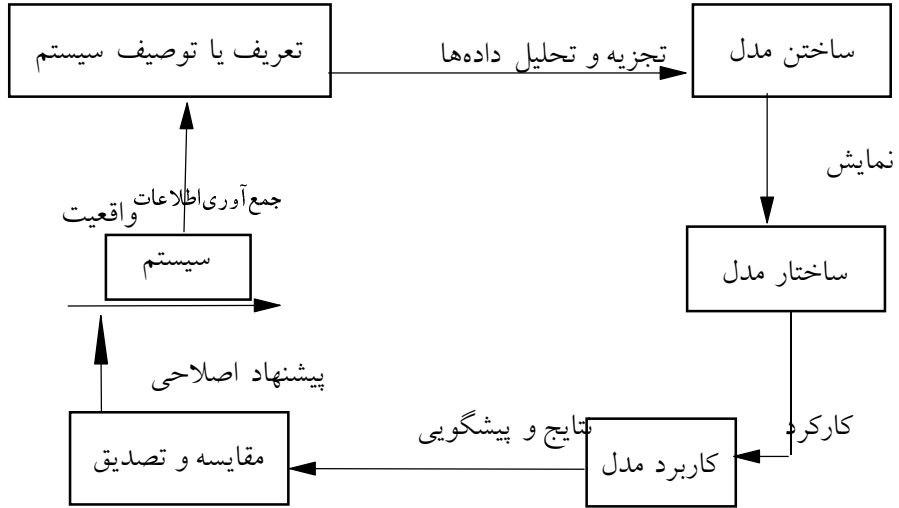 تعریف یا توصیف سیستم
تجزیه و تحلیل داده‌ها
ساختن مدل
نمایش
جمع‌آوری اطلاعات
واقعیت
سیستم
ساختار مدل
پیشنهاد اصلاحی
کارکرد
نتایج و پیشگویی
مقایسه و تصدیق
کاربرد مدل